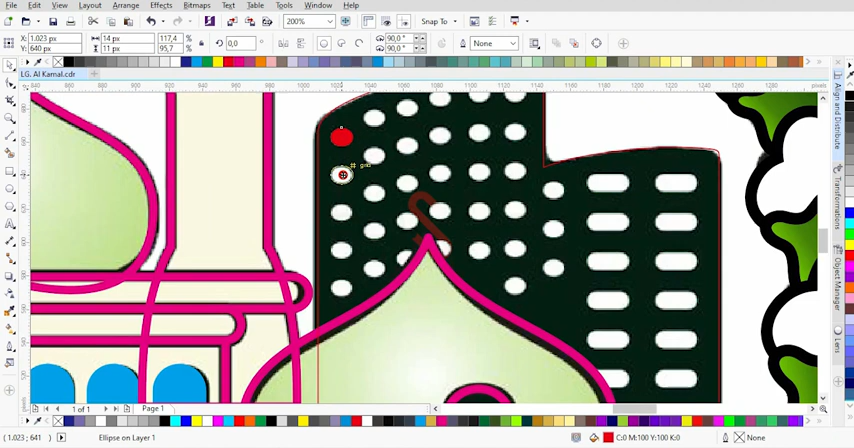 File Edit View Layout Arrange Effects Bitmaps Text Table Tools Window Help
200% Snap To
X: 1.023 px 14 px 117,4 % 0,0 ° 90,0 ° None
Y: 640 px 11 px 95,7 % 90,0 °
LG. Al Kamal.cdr
840 860 880 900 920 940 960 980 1000 1020 1040 1060 1080 1100 1120 1140 1160 1180 1200 1220 1240 1260 1280 pixels
grid
Align and Distribute
Transformations
Object Manager
Lens
1 of 1 Page 1
( 1.023 ; 641 ) Ellipse on Layer 1 C:0 M:100 Y:100 K:0 None